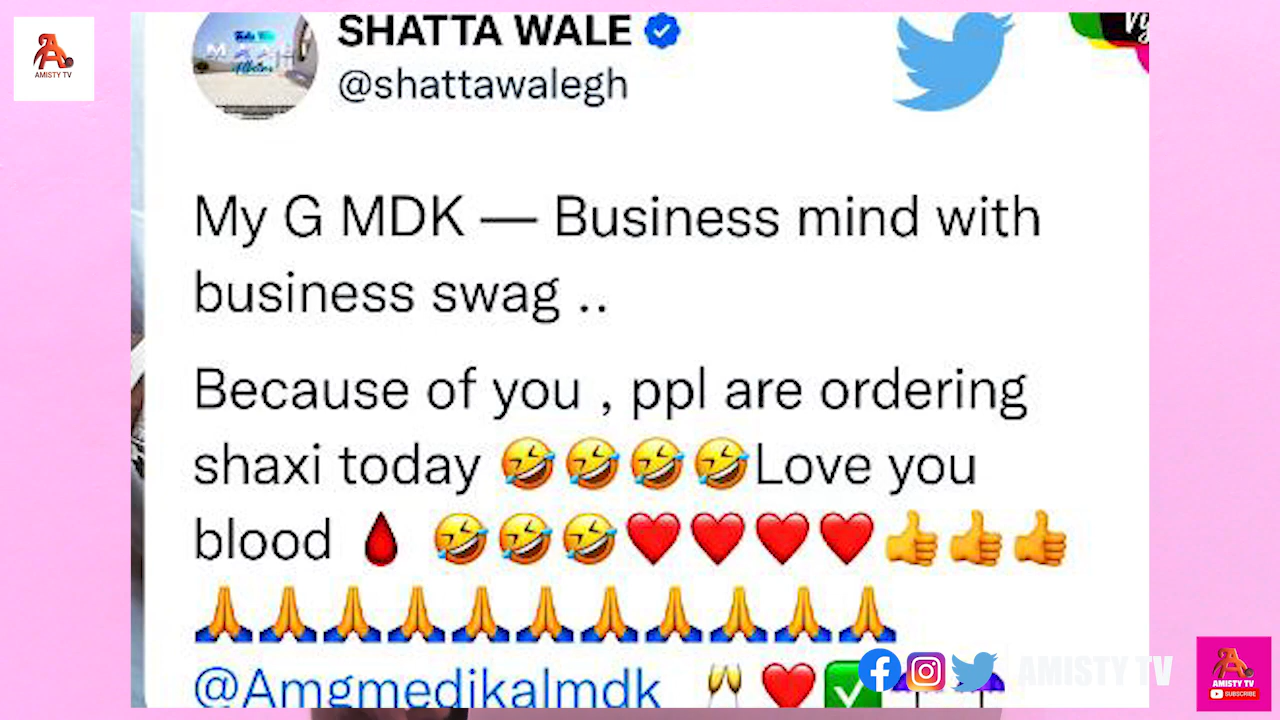 SHATTA WALE
@shattawalegh
AMISTY TV
My G MDK — Business mind with
business swag ..
Because of you , ppl are ordering
shaxi today 🤣🤣🤣🤣Love you
blood 🩸 🤣🤣🤣❤️❤️❤️❤️👍👍👍
🙏🙏🙏🙏🙏🙏🙏🙏🙏🙏🙏
@Amgmedikalmdk 🥂❤️✅
AMISTY TV
AMISTY TV
SUBSCRIBE